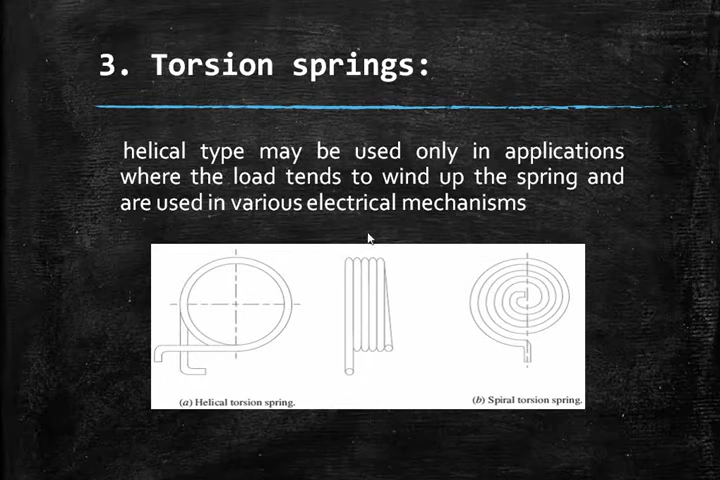 3. Torsion springs:
helical type may be used only in applications
where the load tends to wind up the spring and
are used in various electrical mechanisms
(a) Helical torsion spring.
(b) Spiral torsion spring.